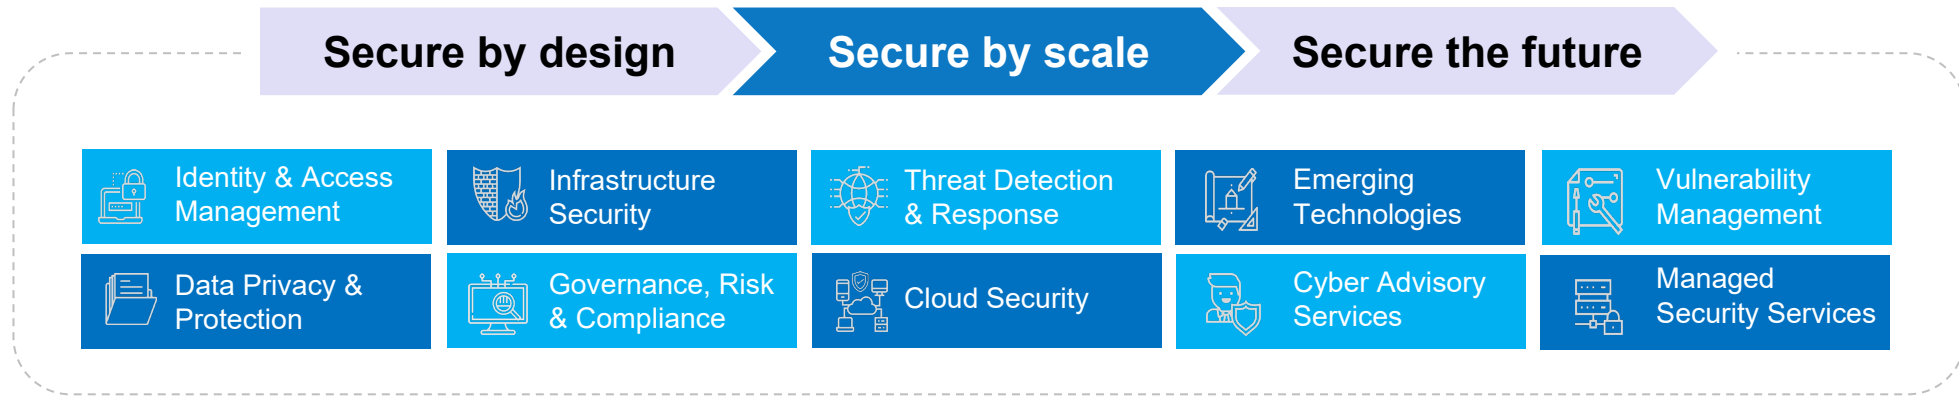 Secure by design
Secure by scale
Secure the future
Identity & Access
Management
Infrastructure
Security
Threat Detection
& Response
Emerging
Technologies
Vulnerability
Management
Data Privacy &
Protection
Governance, Risk
& Compliance
Cloud Security
Cyber Advisory
Services
Managed
Security Services